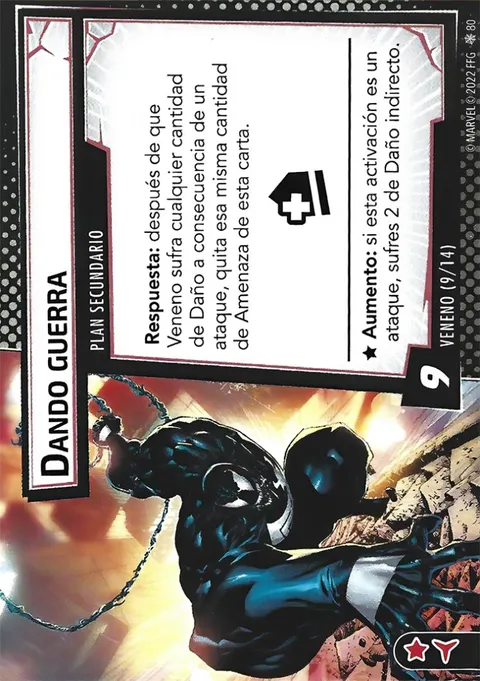 DANDO GUERRA
PLAN SECUNDARIO
Respuesta: después de que
Veneno sufra cualquier cantidad
de Daño a consecuencia de un
ataque, quita esa misma cantidad
de Amenaza de esta carta.
★ Aumento: si esta activación es un
ataque, sufres 2 de Daño indirecto.
9
VENENO (9/14)
© MARVEL © 2022 FFG 80